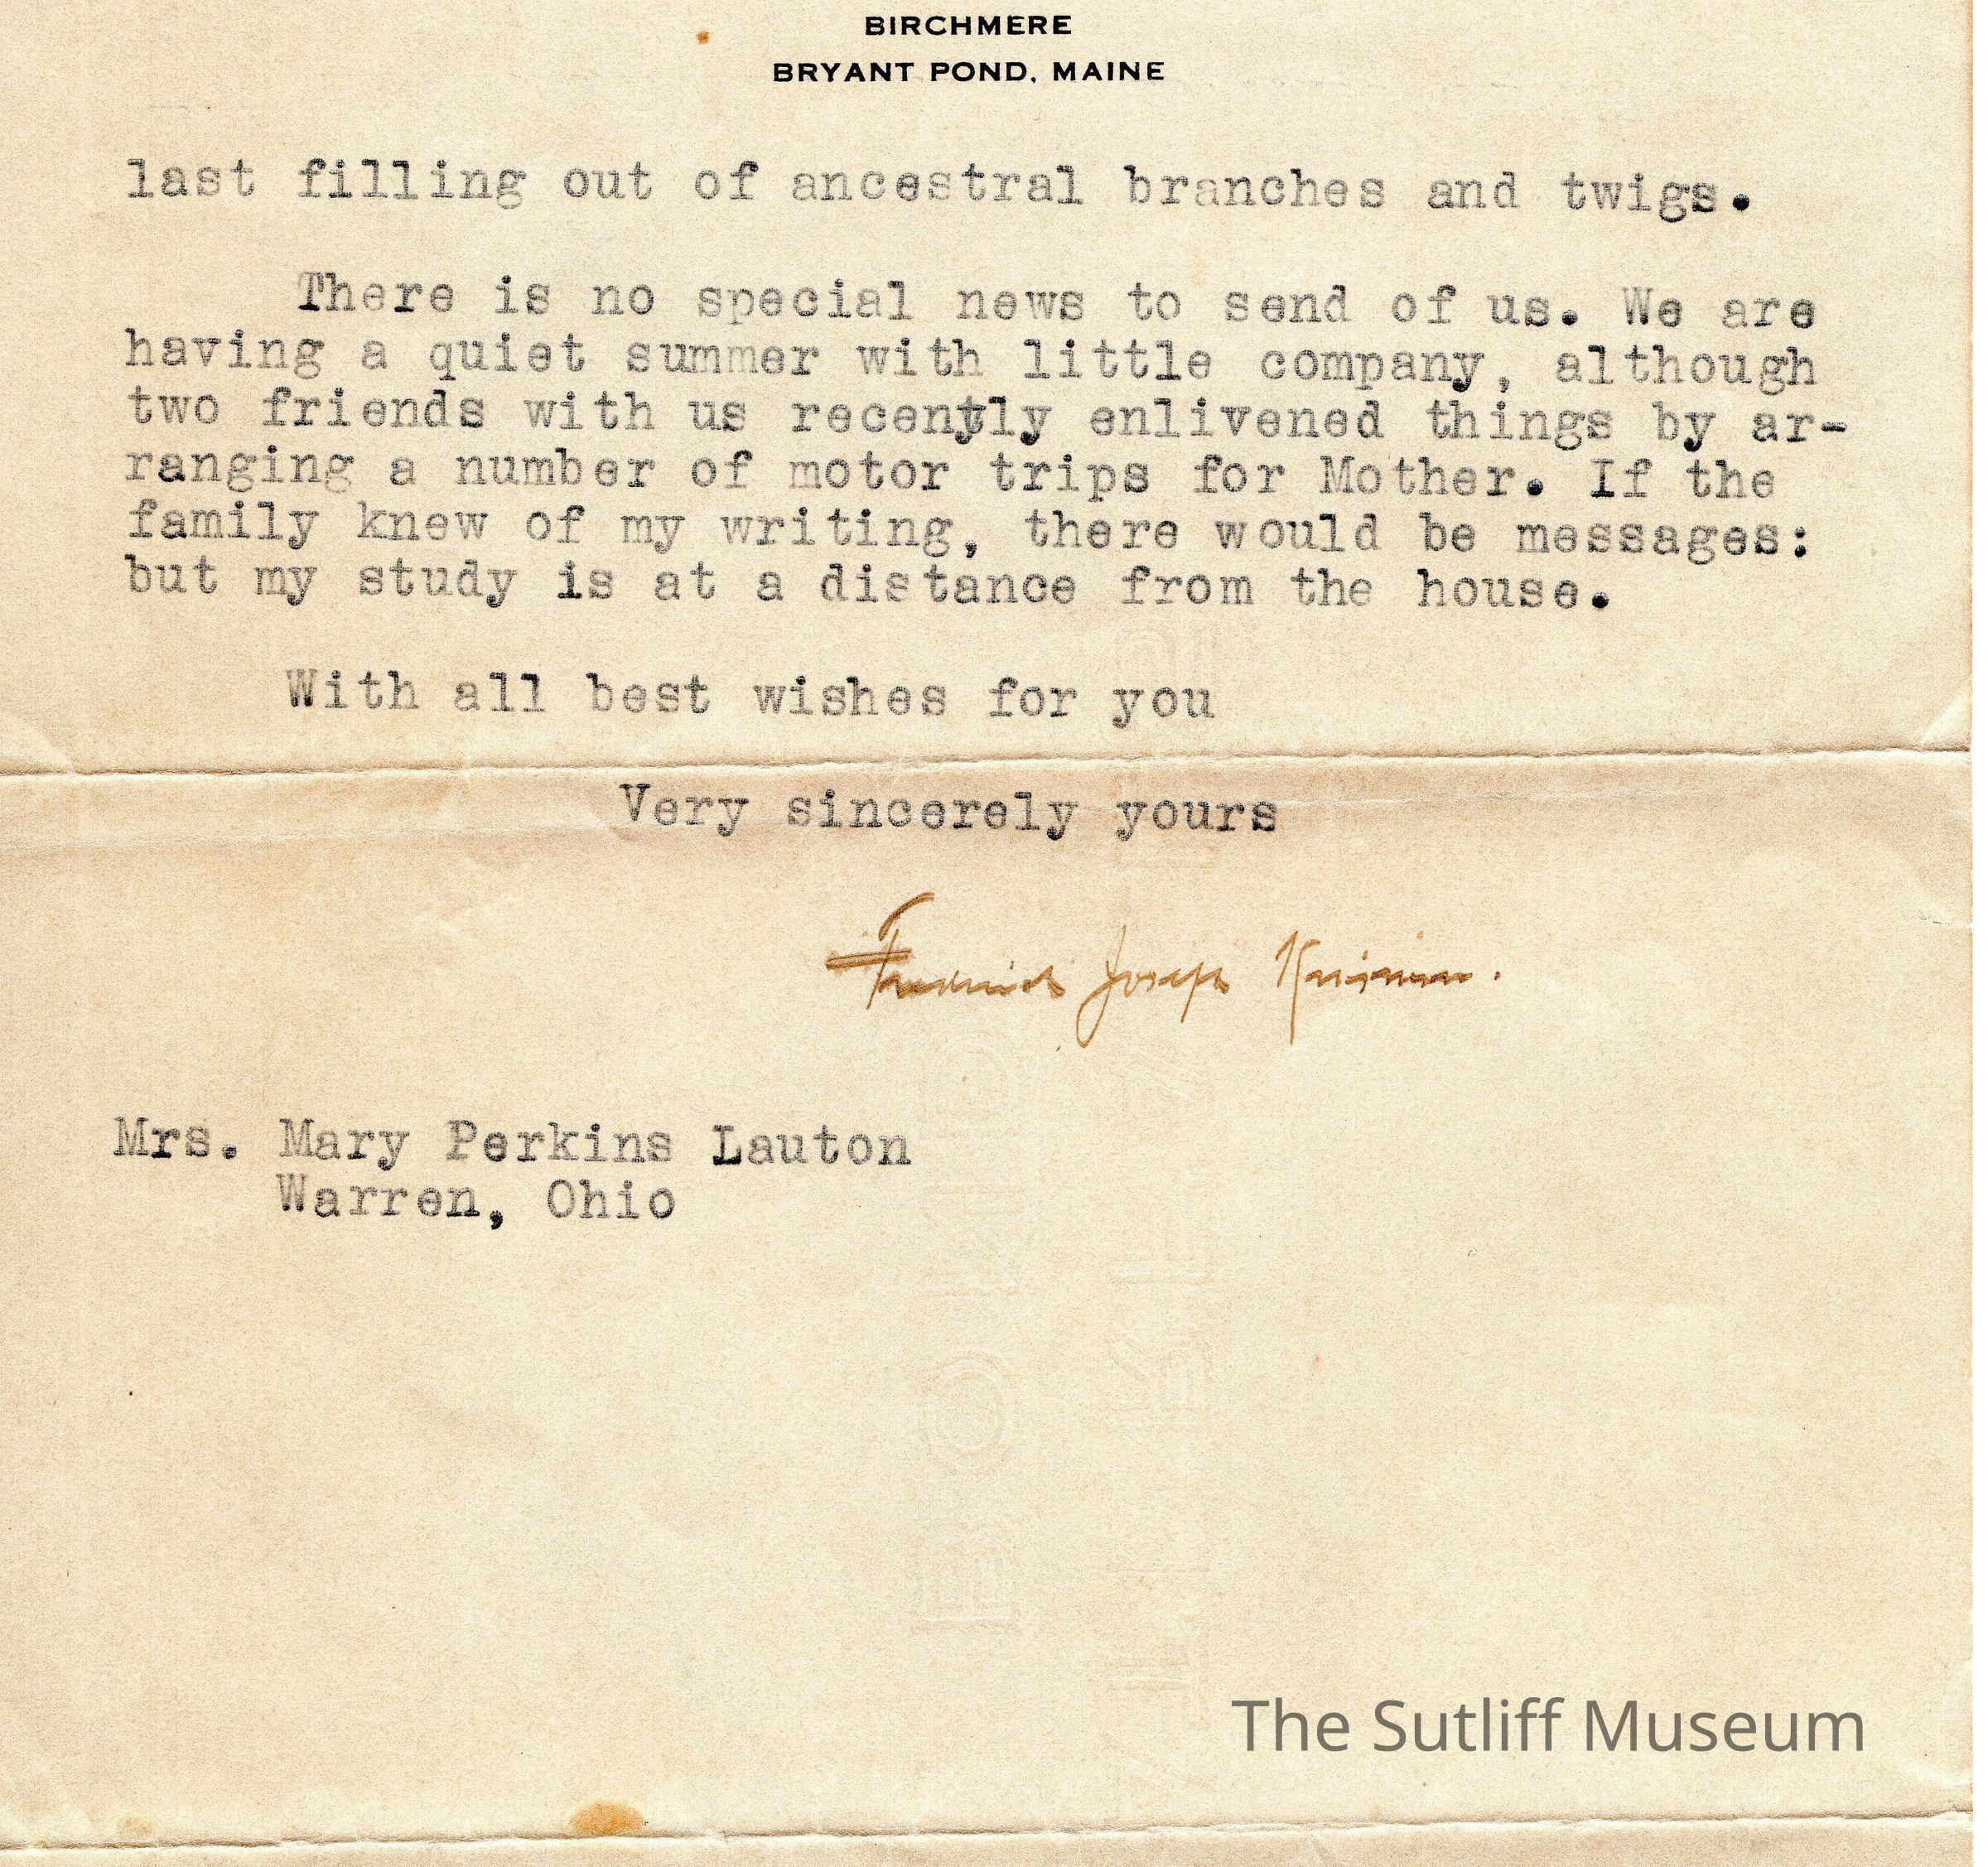 BIRCHMERE
BRYANT POND, MAINE
last filling out of ancestral branches and twigs.
There is no special news to send of us. We are
having a quiet summer with little company, although
two friends with us recently enlivened things by ar-
ranging a number of motor trips for Mother. If the
family knew of my writing, there would be messages:
but my study is at a distance from the house.
With all best wishes for you
Very sincerely yours
Frederick Joseph Kinsman.
Mrs. Mary Perkins Lauton
Warren, Ohio
The Sutliff Museum